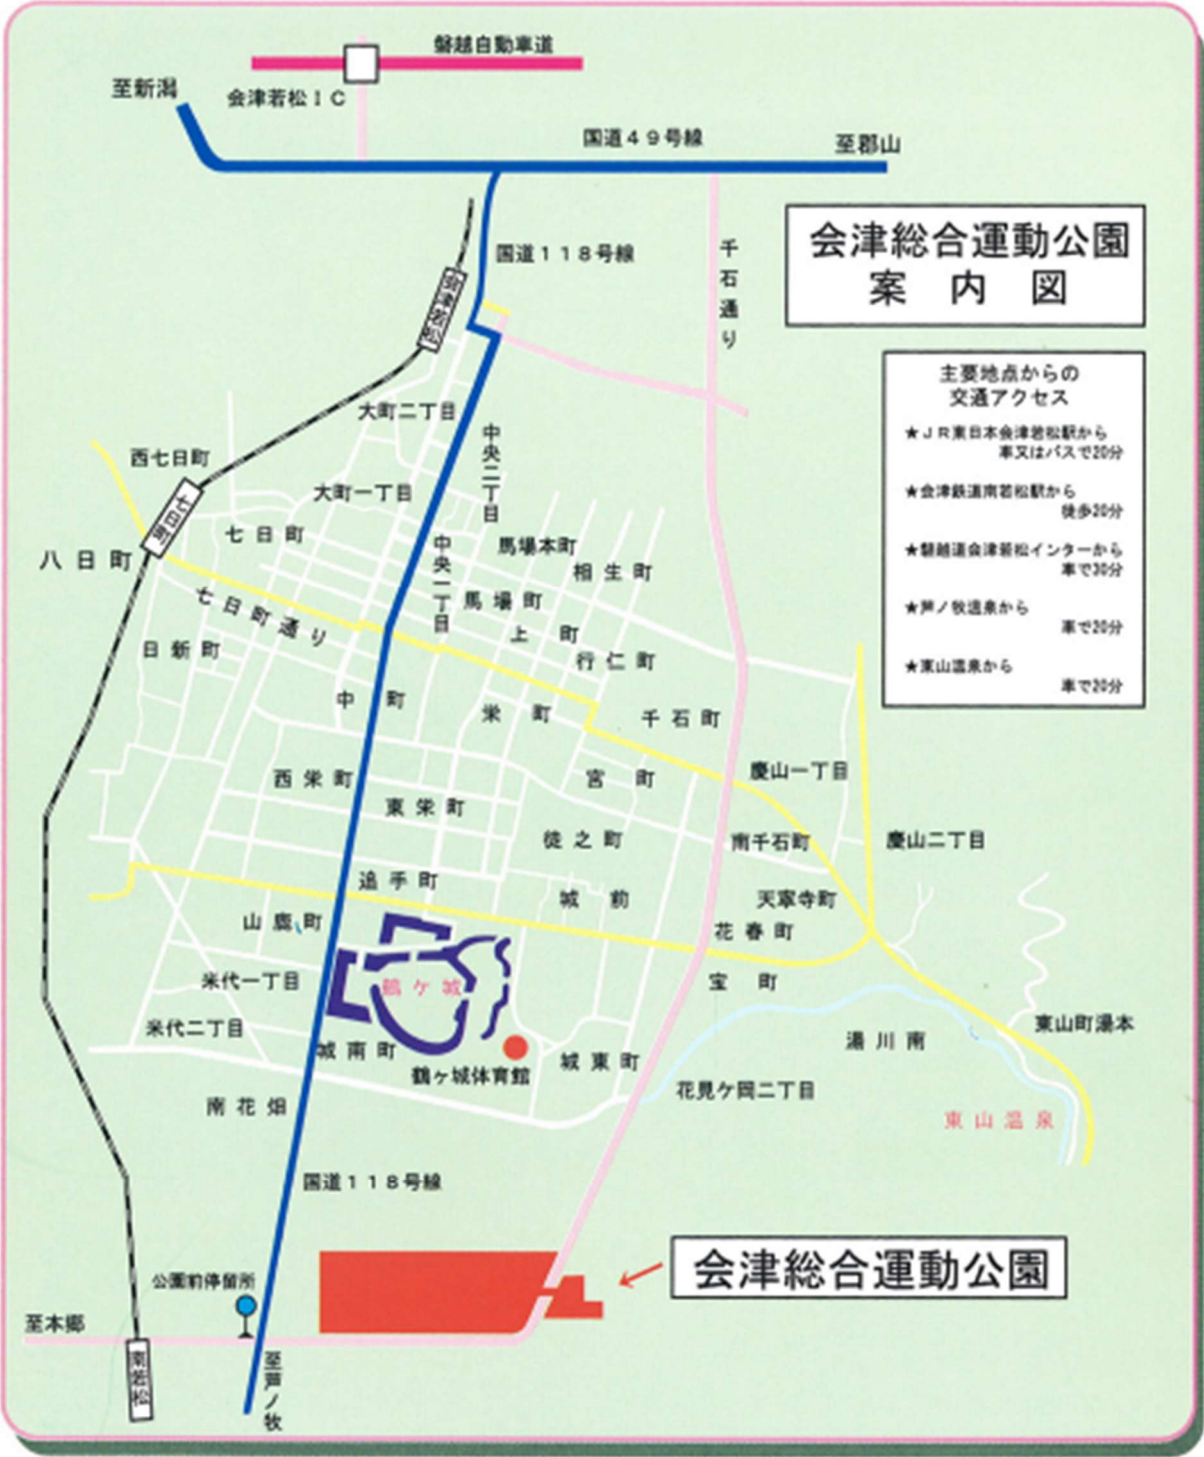 磐越自動車道
至新潟
会津若松ＩＣ
国道４９号線
至郡山
会津総合運動公園
案内図
国道１１８号線
千石通り
会津若松
主要地点からの
交通アクセス
★ＪＲ東日本会津若松駅から
車又はバスで20分
★会津鉄道南若松駅から
徒歩20分
★磐越道会津若松インターから
車で30分
★芦ノ牧温泉から
車で20分
★東山温泉から
車で20分
大町二丁目
中央二丁目
西七日町
大町一丁目
七日町
七日町
八日町
中央一丁目
馬場本町
相生町
馬場町
七日町通り
上町
日新町
行仁町
中町
栄町
千石町
西栄町
宮町
慶山一丁目
東栄町
徒之町
南千石町
慶山二丁目
追手町
城前
天寧寺町
山鹿町
花春町
米代一丁目
鶴ヶ城
宝町
米代二丁目
城南町
鶴ヶ城体育館
城東町
湯川南
東山町湯本
南花畑
花見ケ岡二丁目
東山温泉
国道１１８号線
会津総合運動公園
公園前停留所
至本郷
南若松
至芦ノ牧